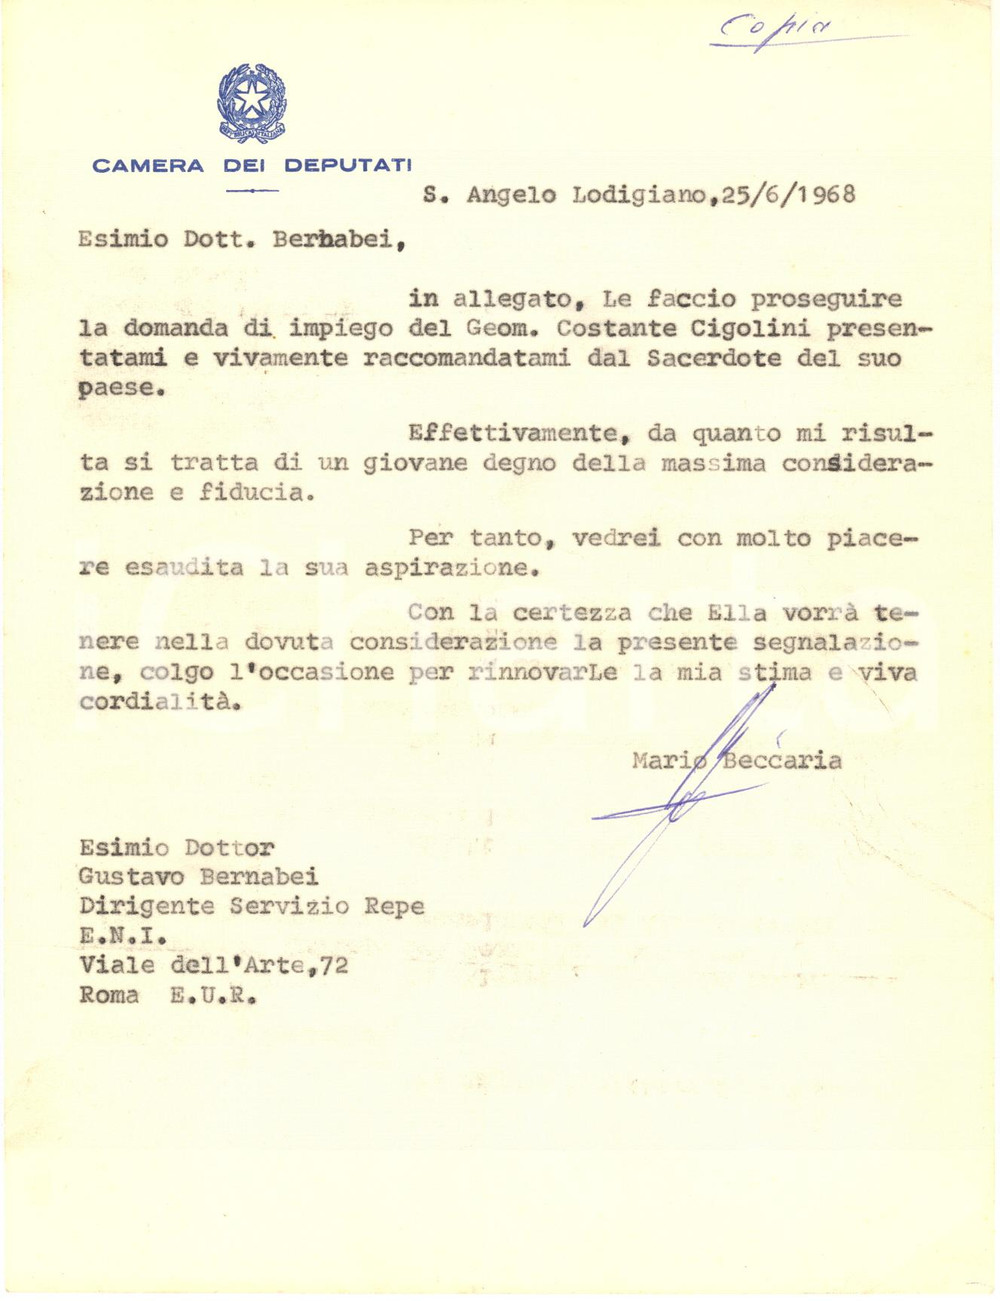 Copia
REPVBBLICA ITALIANA
CAMERA DEI DEPUTATI
S. Angelo Lodigiano,25/6/1968
Esimio Dott. Bernabei,
in allegato, Le faccio proseguire
la domanda di impiego del Geom. Costante Cigolini presen-
tatami e vivamente raccomandatami dal Sacerdote del suo
paese.
Effettivamente, da quanto mi risul-
ta si tratta di un giovane degno della massima considera-
zione e fiducia.
Per tanto, vedrei con molto piace-
re esaudita la sua aspirazione.
Con la certezza che Ella vorrà te-
nere nella dovuta considerazione la presente segnalazio-
ne, colgo l'occasione per rinnovarLe la mia stima e viva
cordialità.
Mario Beccaria
Esimio Dottor
Gustavo Bernabei
Dirigente Servizio Repe
E.N.I.
Viale dell'Arte,72
Roma E.U.R.